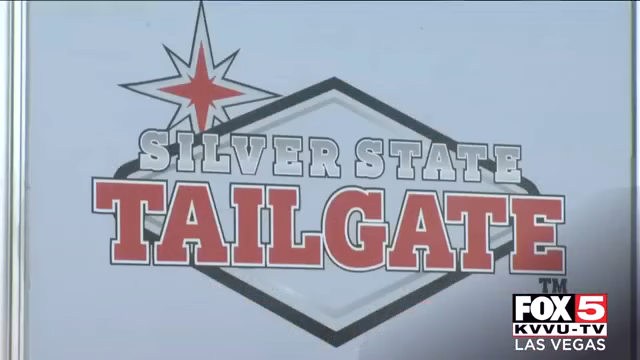 SILVER STATE
TAILGATE
TM
FOX 5
KVVU-TV
LAS VEGAS